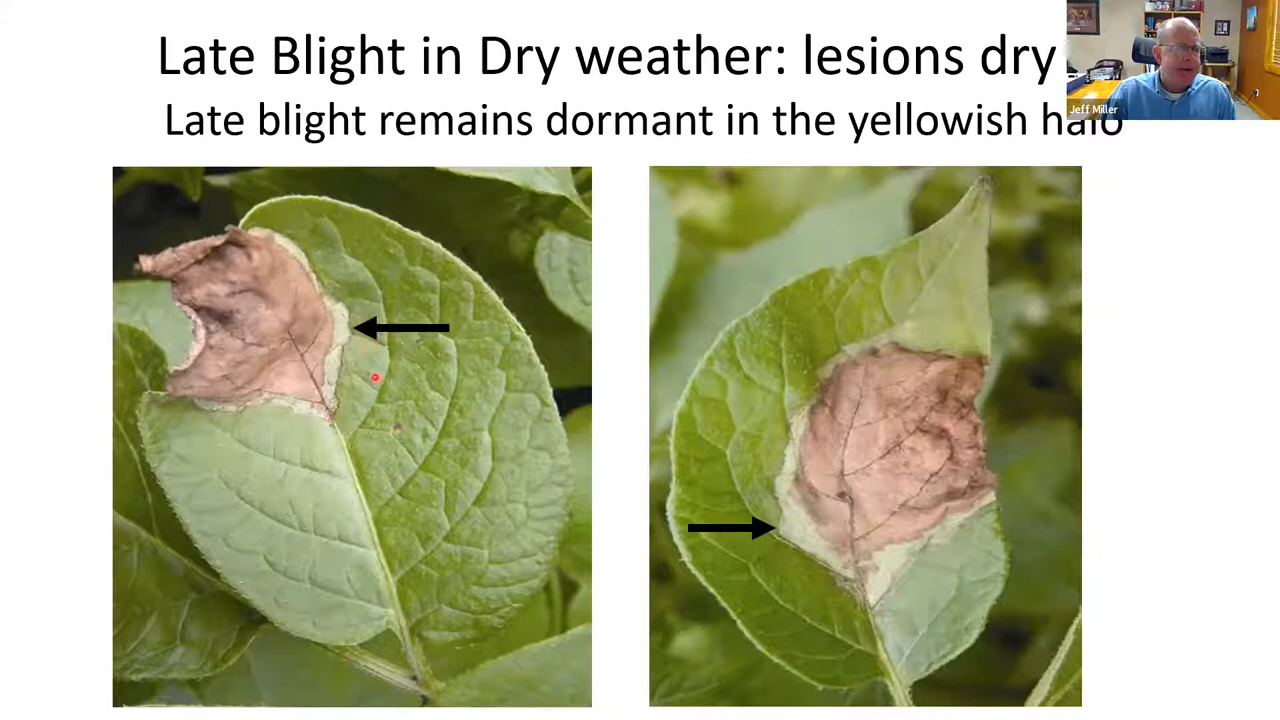 Late Blight in Dry weather: lesions dry
Late blight remains dormant in the yellowish halo
Jeff Miller